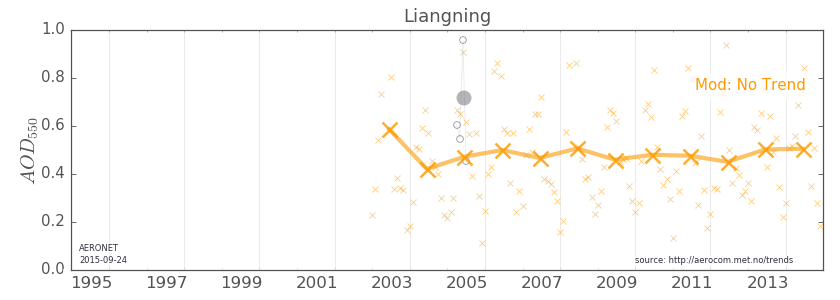 Liangning
1.0
0.8
0.6
0.4
0.2
0.0
AOD550
Mod: No Trend
AERONET
2015-09-24
source: http://aerocom.met.no/trends
1995 1997 1999 2001 2003 2005 2007 2009 2011 2013